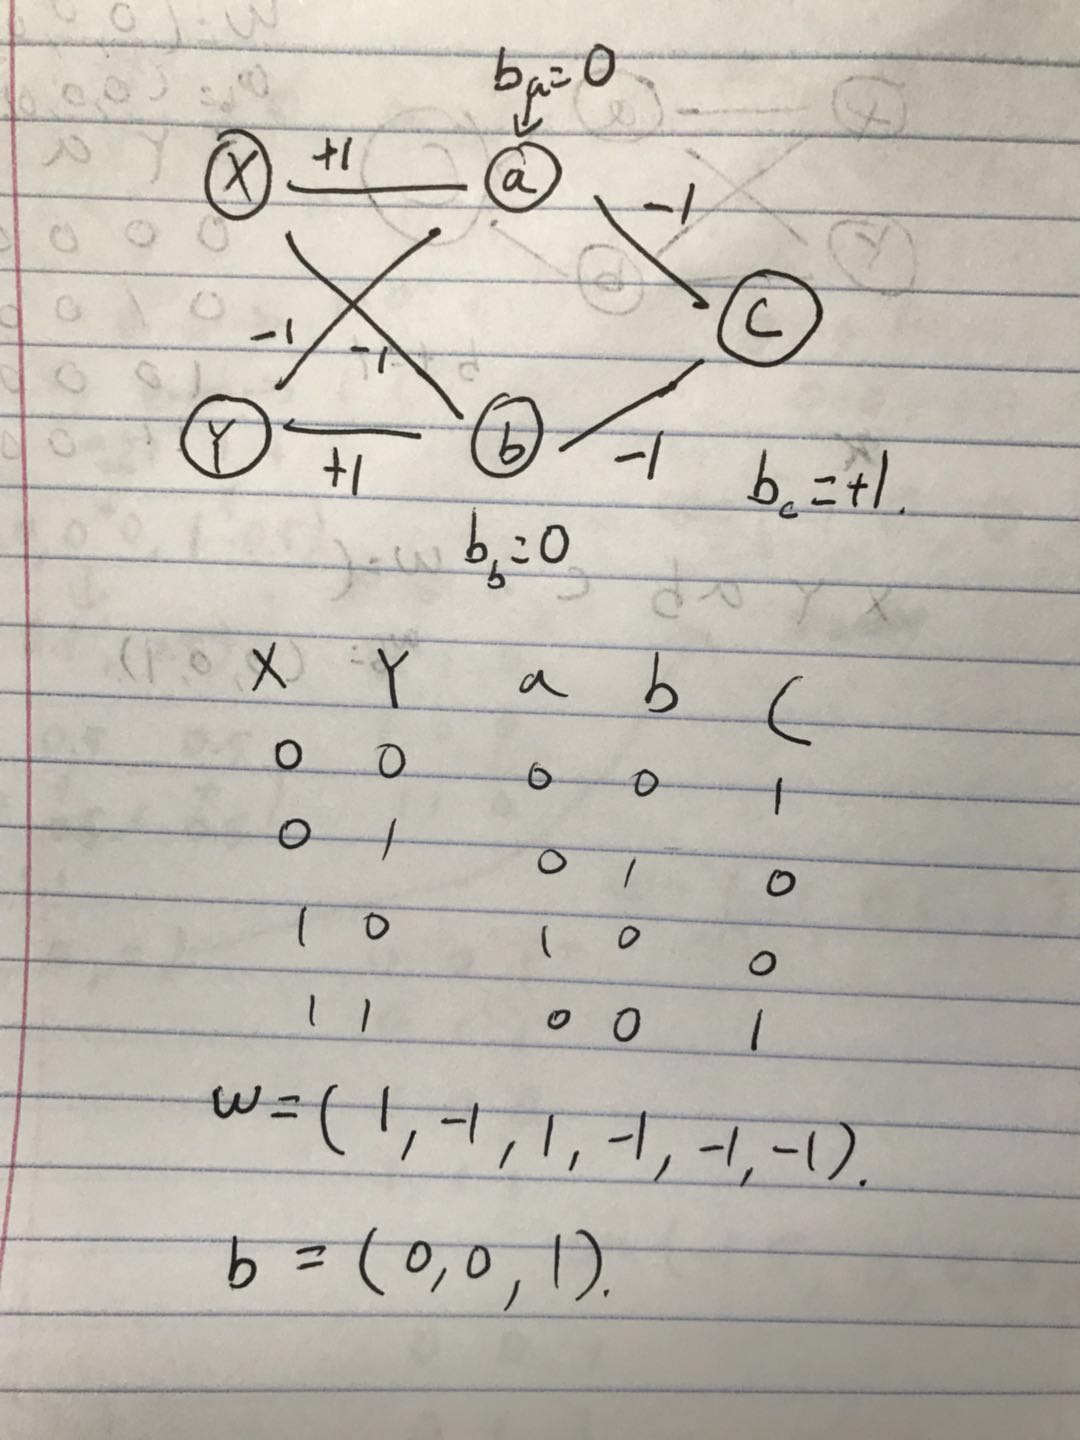 b_a=0
X +1 a
-1
C
-1 -1
Y +1 b -1
b_c=+1.
b_b=0
X Y a b C
0 0 0 0 1
0 1 0 1 0
1 0 1 0 0
1 1 0 0 1
w=(1,-1,1,-1,-1,-1).
b=(0,0,1).